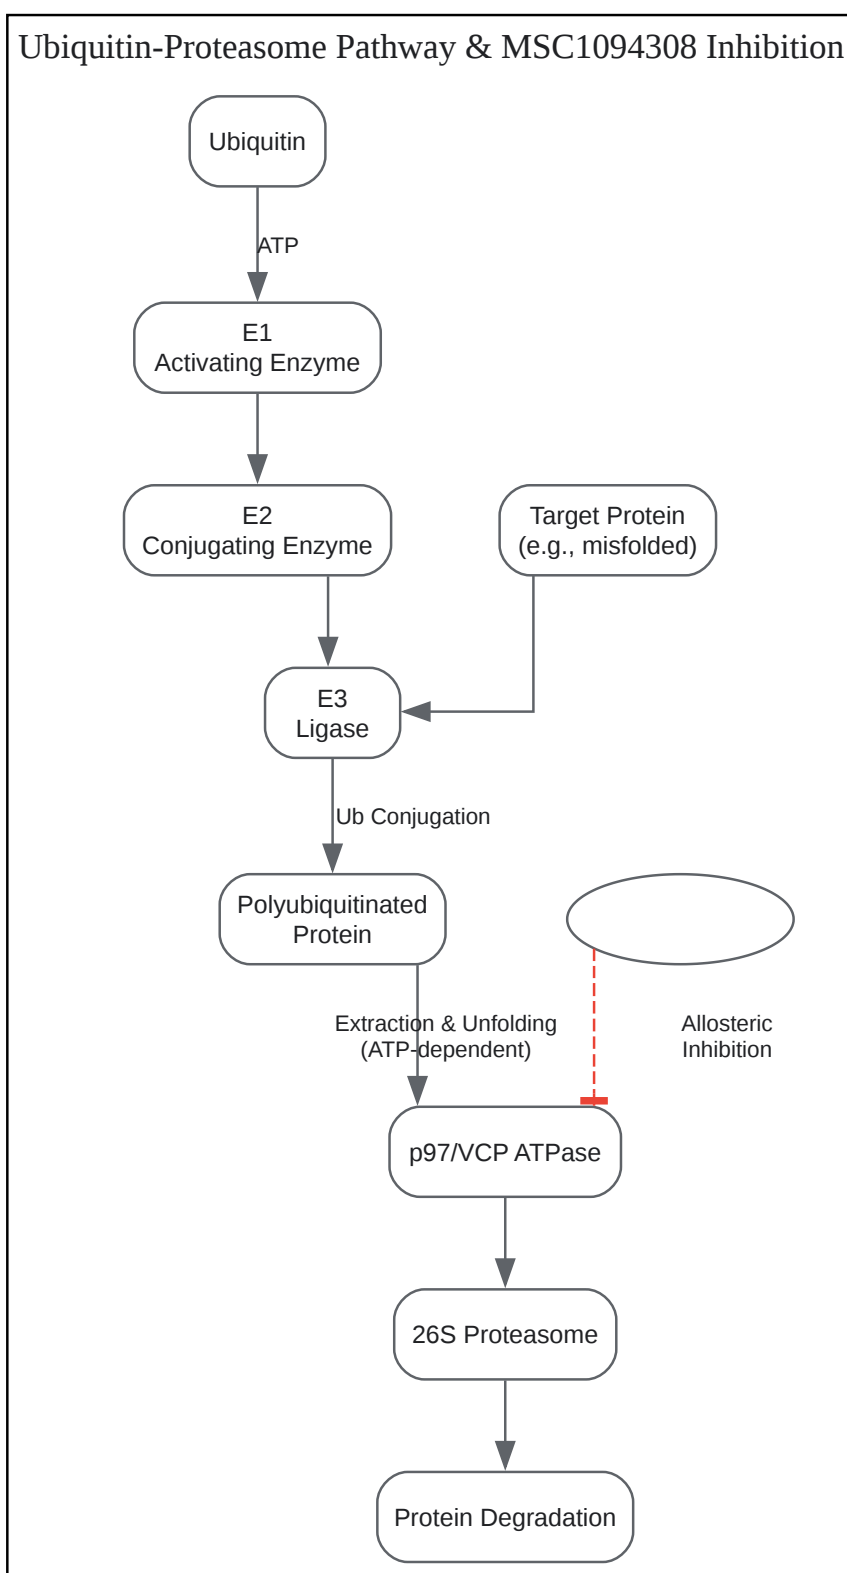 Ubiquitin-Proteasome Pathway & MSC1094308 Inhibition
Ubiquitin
ATP
E1
Activating Enzyme
E2
Conjugating Enzyme
Target Protein
(e.g., misfolded)
E3
Ligase
Ub Conjugation
Polyubiquitinated
Protein
Extraction & Unfolding
(ATP-dependent)
Allosteric
Inhibition
p97/VCP ATPase
26S Proteasome
Protein Degradation